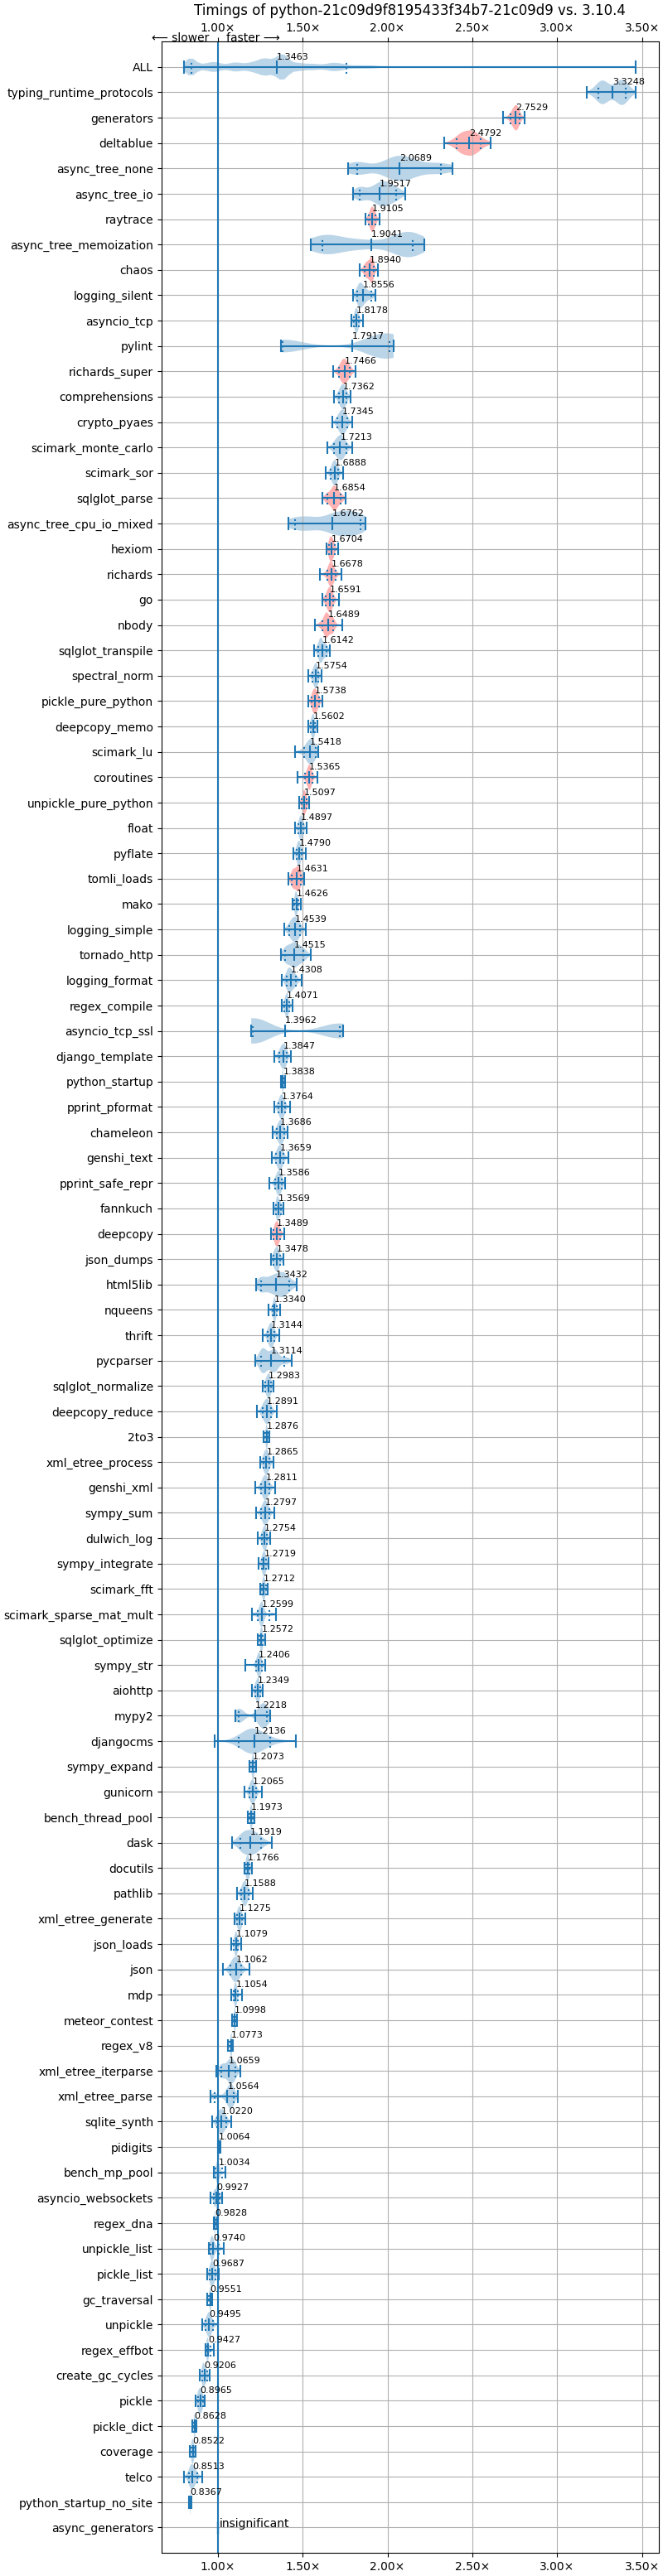 Timings of python-21c09d9f8195433f34b7-21c09d9 vs. 3.10.4
1.00× 1.50× 2.00× 2.50× 3.00× 3.50×
⟵ slower faster ⟶
ALL 1.3463
typing_runtime_protocols 3.3248
generators 2.7529
deltablue 2.4792
async_tree_none 2.0689
async_tree_io 1.9517
raytrace 1.9105
async_tree_memoization 1.9041
chaos 1.8940
logging_silent 1.8556
asyncio_tcp 1.8178
pylint 1.7917
richards_super 1.7466
comprehensions 1.7362
crypto_pyaes 1.7345
scimark_monte_carlo 1.7213
scimark_sor 1.6888
sqlglot_parse 1.6854
async_tree_cpu_io_mixed 1.6762
hexiom 1.6704
richards 1.6678
go 1.6591
nbody 1.6489
sqlglot_transpile 1.6142
spectral_norm 1.5754
pickle_pure_python 1.5738
deepcopy_memo 1.5602
scimark_lu 1.5418
coroutines 1.5365
unpickle_pure_python 1.5097
float 1.4897
pyflate 1.4790
tomli_loads 1.4631
mako 1.4626
logging_simple 1.4539
tornado_http 1.4515
logging_format 1.4308
regex_compile 1.4071
asyncio_tcp_ssl 1.3962
django_template 1.3847
python_startup 1.3838
pprint_pformat 1.3764
chameleon 1.3686
genshi_text 1.3659
pprint_safe_repr 1.3586
fannkuch 1.3569
deepcopy 1.3489
json_dumps 1.3478
html5lib 1.3432
nqueens 1.3340
thrift 1.3144
pycparser 1.3114
sqlglot_normalize 1.2983
deepcopy_reduce 1.2891
2to3 1.2876
xml_etree_process 1.2865
genshi_xml 1.2811
sympy_sum 1.2797
dulwich_log 1.2754
sympy_integrate 1.2719
scimark_fft 1.2712
scimark_sparse_mat_mult 1.2599
sqlglot_optimize 1.2572
sympy_str 1.2406
aiohttp 1.2349
mypy2 1.2218
djangocms 1.2136
sympy_expand 1.2073
gunicorn 1.2065
bench_thread_pool 1.1973
dask 1.1919
docutils 1.1766
pathlib 1.1588
xml_etree_generate 1.1275
json_loads 1.1079
json 1.1062
mdp 1.1054
meteor_contest 1.0998
regex_v8 1.0773
xml_etree_iterparse 1.0659
xml_etree_parse 1.0564
sqlite_synth 1.0220
pidigits 1.0064
bench_mp_pool 1.0034
asyncio_websockets 0.9927
regex_dna 0.9828
unpickle_list 0.9740
pickle_list 0.9687
gc_traversal 0.9551
unpickle 0.9495
regex_effbot 0.9427
create_gc_cycles 0.9206
pickle 0.8965
pickle_dict 0.8628
coverage 0.8522
telco 0.8513
python_startup_no_site 0.8367
async_generators insignificant
1.00× 1.50× 2.00× 2.50× 3.00× 3.50×